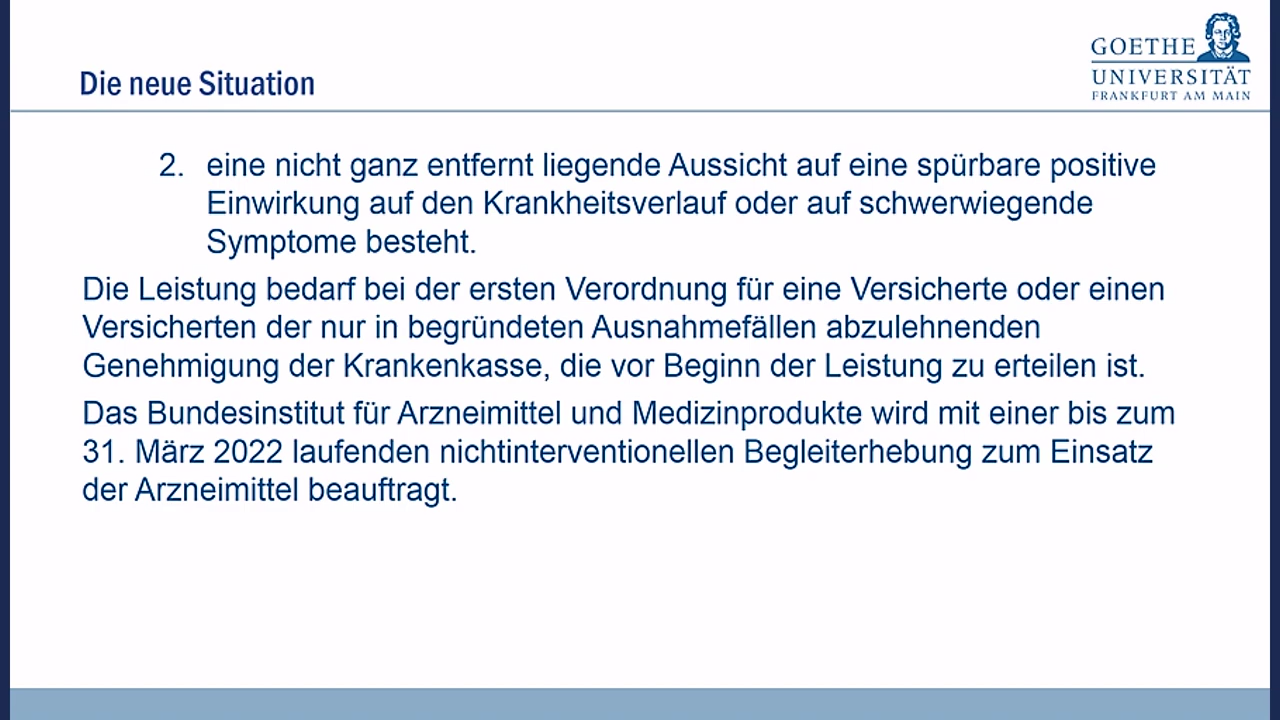 GOETHE
UNIVERSITÄT
FRANKFURT AM MAIN
Die neue Situation
2. eine nicht ganz entfernt liegende Aussicht auf eine spürbare positive
Einwirkung auf den Krankheitsverlauf oder auf schwerwiegende
Symptome besteht.
Die Leistung bedarf bei der ersten Verordnung für eine Versicherte oder einen
Versicherten der nur in begründeten Ausnahmefällen abzulehnenden
Genehmigung der Krankenkasse, die vor Beginn der Leistung zu erteilen ist.
Das Bundesinstitut für Arzneimittel und Medizinprodukte wird mit einer bis zum
31. März 2022 laufenden nichtinterventionellen Begleiterhebung zum Einsatz
der Arzneimittel beauftragt.